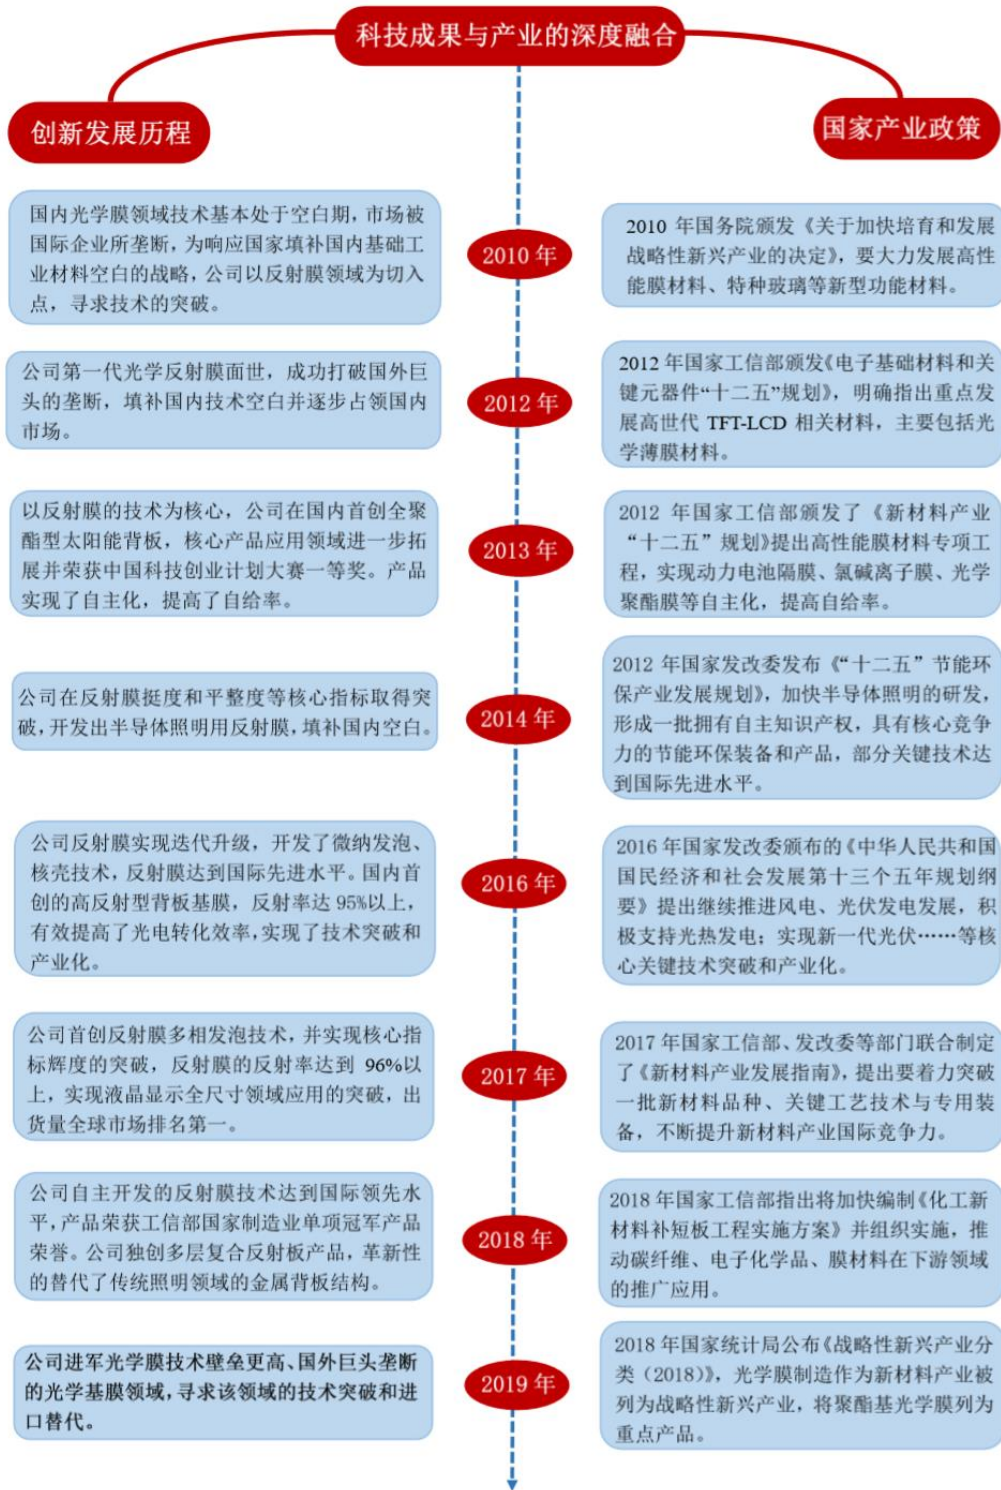 科技成果与产业的深度融合
创新发展历程
国家产业政策
国内光学膜领域技术基本处于空白期，市场被
国际企业所垄断，为响应国家填补国内基础工
业材料空白的战略，公司以反射膜领域为切入
点，寻求技术的突破。
2010 年
2010 年国务院颁发《关于加快培育和发展
战略性新兴产业的决定》，要大力发展高性
能膜材料、特种玻璃等新型功能材料。
公司第一代光学反射膜面世，成功打破国外巨
头的垄断，填补国内技术空白并逐步占领国内
市场。
2012 年
2012 年国家工信部颁发《电子基础材料和关
键元器件“十二五”规划》，明确指出重点发
展高世代 TFT-LCD 相关材料，主要包括光
学薄膜材料。
以反射膜的技术为核心，公司在国内首创全聚
酯型太阳能背板，核心产品应用领域进一步拓
展并荣获中国科技创业计划大赛一等奖。产品
实现了自主化，提高了自给率。
2013 年
2012 年国家工信部颁发了《新材料产业
“十二五”规划》提出高性能膜材料专项工
程，实现动力电池隔膜、氯碱离子膜、光学
聚酯膜等自主化，提高自给率。
公司在反射膜挺度和平整度等核心指标取得突
破，开发出半导体照明用反射膜，填补国内空白。
2014 年
2012 年国家发改委发布《“十二五”节能环
保产业发展规划》，加快半导体照明的研发，
形成一批拥有自主知识产权，具有核心竞争
力的节能环保装备和产品，部分关键技术达
到国际先进水平。
公司反射膜实现迭代升级，开发了微纳发泡、
核壳技术，反射膜达到国际先进水平。国内首
创的高反射型背板基膜，反射率达 95%以上，
有效提高了光电转化效率，实现了技术突破和
产业化。
2016 年
2016 年国家发改委颁布的《中华人民共和国
国民经济和社会发展第十三个五年规划纲
要》提出继续推进风电、光伏发电发展，积
极支持光热发电；实现新一代光伏……等核
心关键技术突破和产业化。
公司首创反射膜多相发泡技术，并实现核心指
标辉度的突破，反射膜的反射率达到 96%以
上，实现液晶显示全尺寸领域应用的突破，出
货量全球市场排名第一。
2017 年
2017 年国家工信部、发改委等部门联合制定
了《新材料产业发展指南》，提出要着力突破
一批新材料品种、关键工艺技术与专用装
备，不断提升新材料产业国际竞争力。
公司自主开发的反射膜技术达到国际领先水
平，产品荣获工信部国家制造业单项冠军产品
荣誉。公司独创多层复合反射板产品，革新性
的替代了传统照明领域的金属背板结构。
2018 年
2018 年国家工信部指出将加快编制《化工新
材料补短板工程实施方案》并组织实施，推
动碳纤维、电子化学品、膜材料在下游领域
的推广应用。
公司进军光学膜技术壁垒更高、国外巨头垄断
的光学基膜领域，寻求该领域的技术突破和进
口替代。
2019 年
2018 年国家统计局公布《战略性新兴产业分
类（2018）》，光学膜制造作为新材料产业被
列为战略性新兴产业，将聚酯基光学膜列为
重点产品。